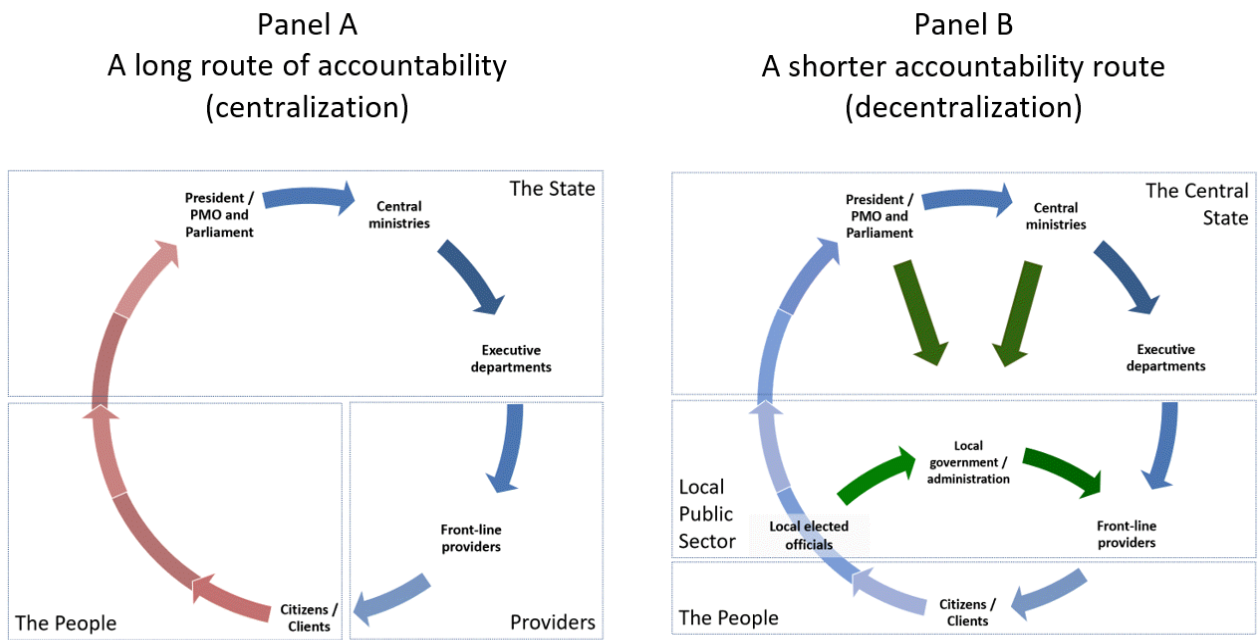 Panel A
A long route of accountability
(centralization)
The State
President /
PMO and
Parliament
Central
ministries
Executive
departments
Front-line
providers
Citizens /
Clients
The People
Providers
Panel B
A shorter accountability route
(decentralization)
The Central
State
President /
PMO and
Parliament
Central
ministries
Executive
departments
Local
government /
administration
Local
Public
Sector
Local elected
officials
Front-line
providers
Citizens /
Clients
The People